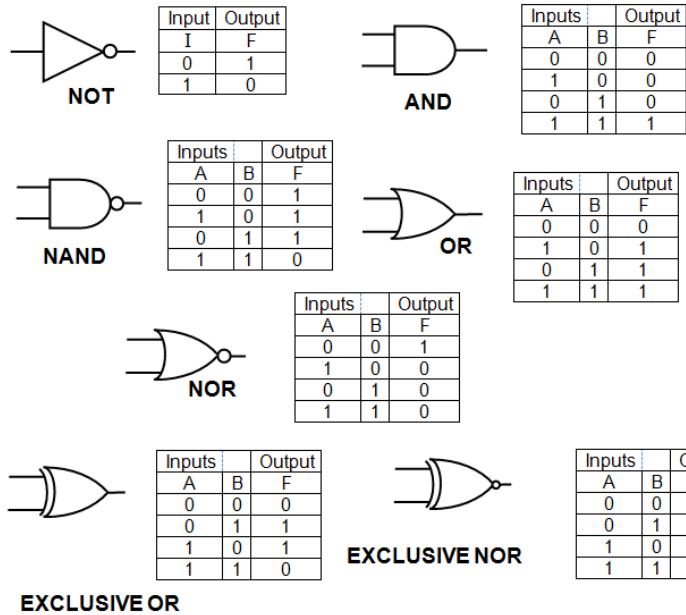 Input Output
I F
0 1
1 0
NOT
Inputs Output
A B F
0 0 0
1 0 0
0 1 0
1 1 1
AND
Inputs Output
A B F
0 0 1
1 0 1
0 1 1
1 1 0
NAND
Inputs Output
A B F
0 0 0
1 0 1
0 1 1
1 1 1
OR
Inputs Output
A B F
0 0 1
1 0 0
0 1 0
1 1 0
NOR
Inputs Output
A B F
0 0 0
0 1 1
1 0 1
1 1 0
EXCLUSIVE OR
Inputs
A B
0 0
0 1
1 0
1 1
EXCLUSIVE NOR